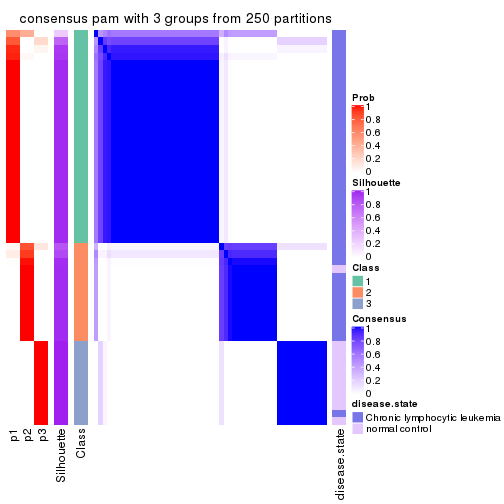 consensus pam with 3 groups from 250 partitions
Prob
1
0.8
0.6
0.4
0.2
0
Silhouette
1
0.8
0.6
0.4
0.2
0
Class
1
2
3
Consensus
1
0.8
0.6
0.4
0.2
0
disease.state
Chronic lymphocytic leukemia
normal control
p1
p2
p3
Silhouette
Class
disease.state